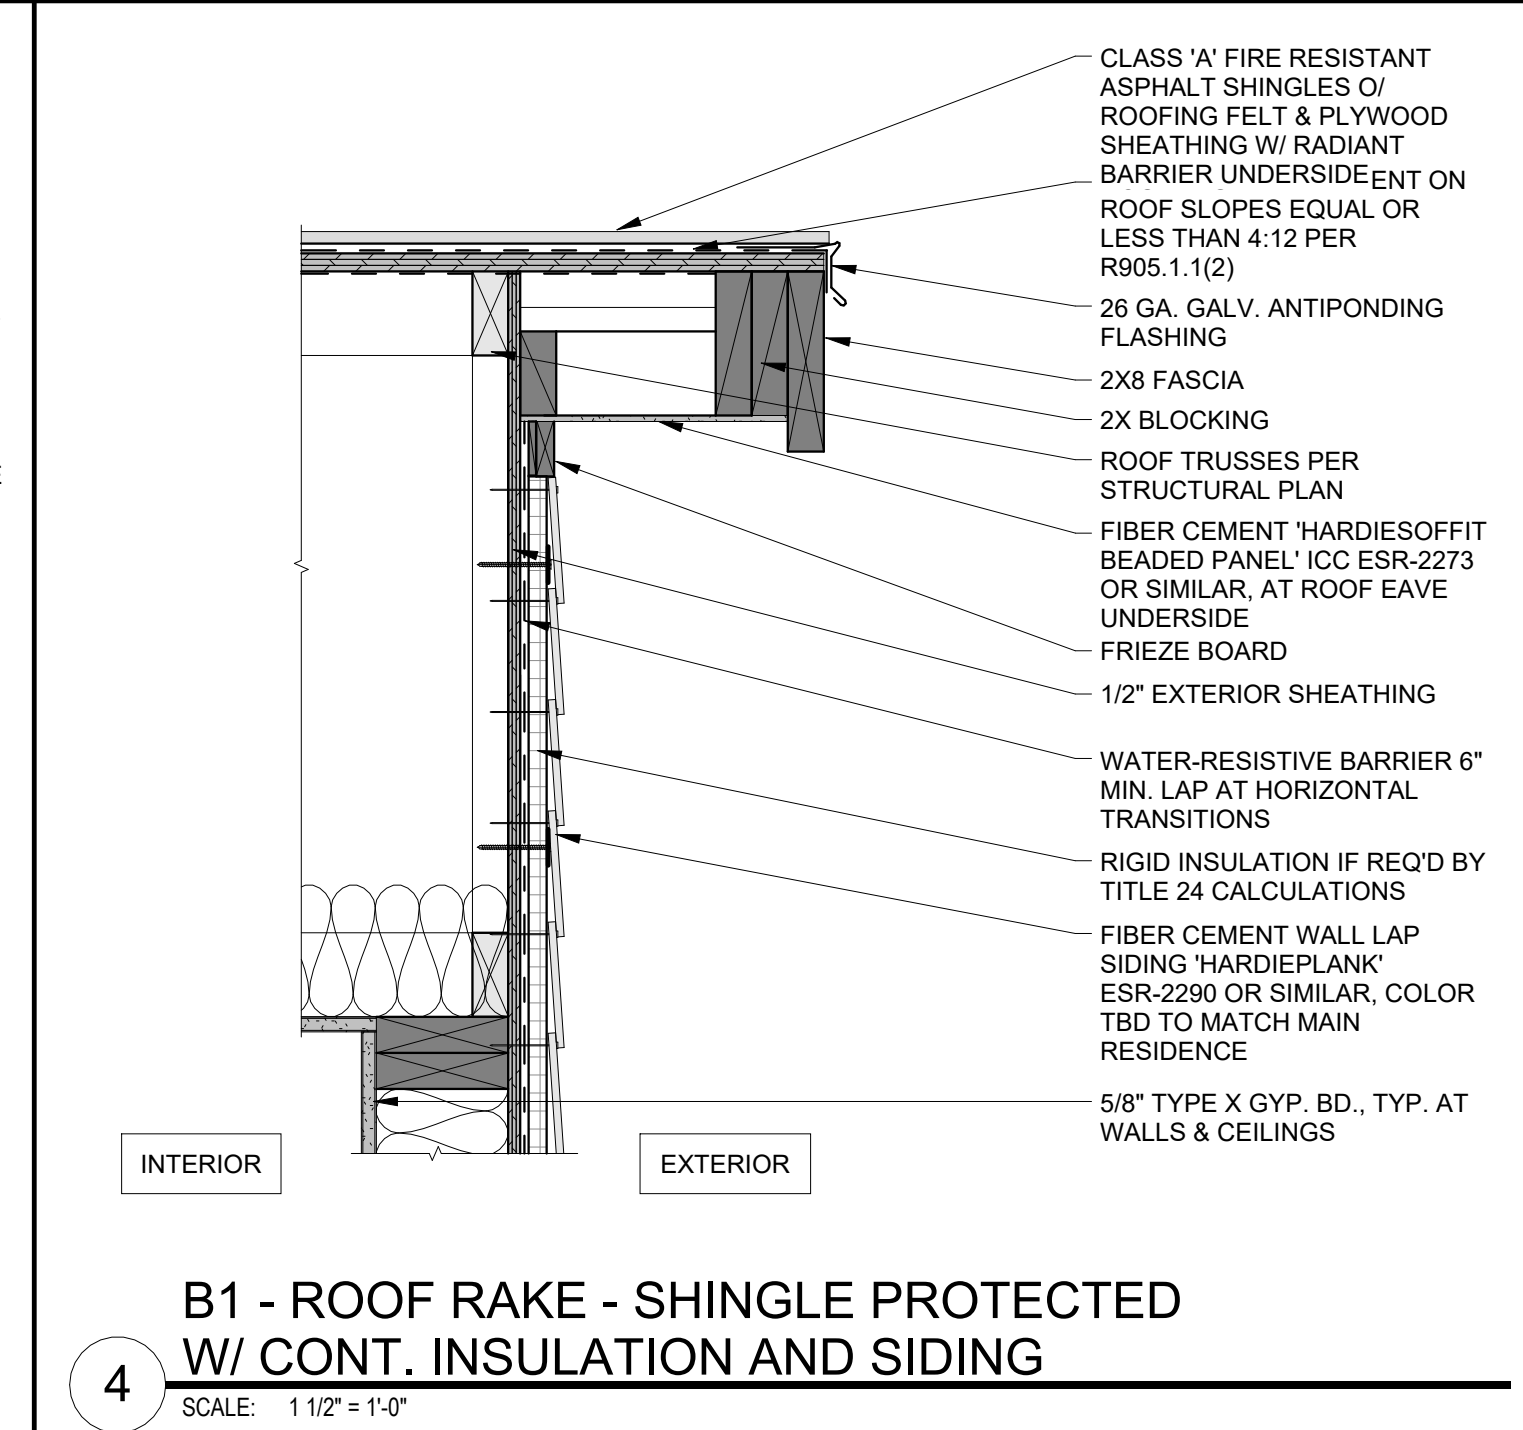 CLASS 'A' FIRE RESISTANT
ASPHALT SHINGLES O/
ROOFING FELT & PLYWOOD
SHEATHING W/ RADIANT
BARRIER UNDERSIDE
ENT ON
ROOF SLOPES EQUAL OR
LESS THAN 4:12 PER
R905.1.1(2)
26 GA. GALV. ANTIPONDING
FLASHING
2X8 FASCIA
2X BLOCKING
ROOF TRUSSES PER
STRUCTURAL PLAN
FIBER CEMENT 'HARDIESOFFIT
BEADED PANEL' ICC ESR-2273
OR SIMILAR, AT ROOF EAVE
UNDERSIDE
FRIEZE BOARD
1/2" EXTERIOR SHEATHING
WATER-RESISTIVE BARRIER 6"
MIN. LAP AT HORIZONTAL
TRANSITIONS
RIGID INSULATION IF REQ'D BY
TITLE 24 CALCULATIONS
FIBER CEMENT WALL LAP
SIDING 'HARDIEPLANK'
ESR-2290 OR SIMILAR, COLOR
TBD TO MATCH MAIN
RESIDENCE
5/8" TYPE X GYP. BD., TYP. AT
WALLS & CEILINGS
INTERIOR
EXTERIOR
B1 - ROOF RAKE - SHINGLE PROTECTED
W/ CONT. INSULATION AND SIDING
4
SCALE: 1 1/2" = 1'-0"